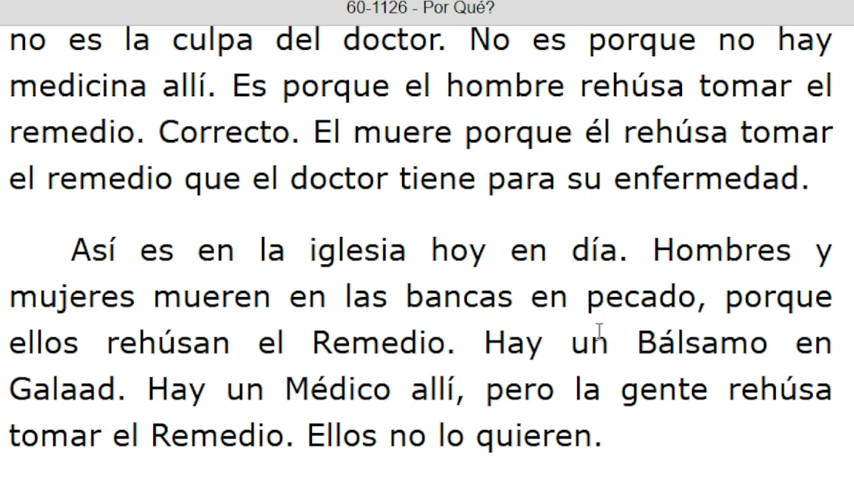 60-1126 - Por Qué?
no es la culpa del doctor. No es porque no hay
medicina allí. Es porque el hombre rehúsa tomar el
remedio. Correcto. El muere porque él rehúsa tomar
el remedio que el doctor tiene para su enfermedad.
Así es en la iglesia hoy en día. Hombres y
mujeres mueren en las bancas en pecado, porque
ellos rehúsan el Remedio. Hay un Bálsamo en
Galaad. Hay un Médico allí, pero la gente rehúsa
tomar el Remedio. Ellos no lo quieren.